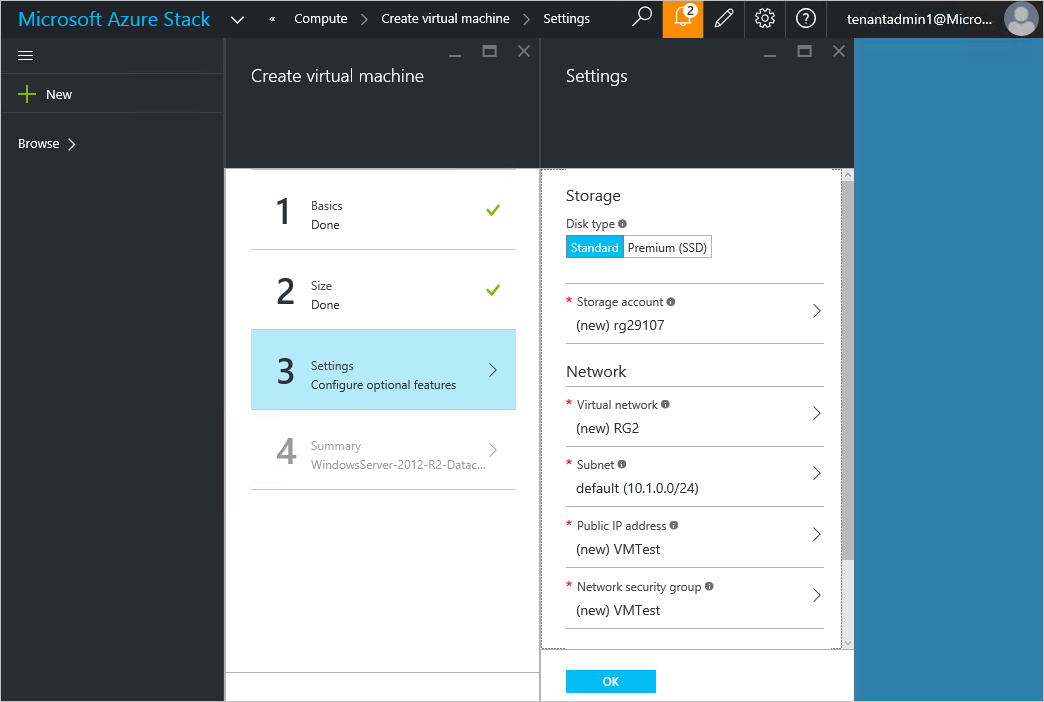 Microsoft Azure Stack
« Compute Create virtual machine Settings
2
tenantadmin1@Micro...
New
Browse
Create virtual machine
1
Basics
Done
2
Size
Done
3
Settings
Configure optional features
4
Summary
WindowsServer-2012-R2-Datac...
Settings
Storage
Disk type
Standard Premium (SSD)
* Storage account
(new) rg29107
Network
* Virtual network
(new) RG2
* Subnet
default (10.1.0.0/24)
* Public IP address
(new) VMTest
* Network security group
(new) VMTest
OK